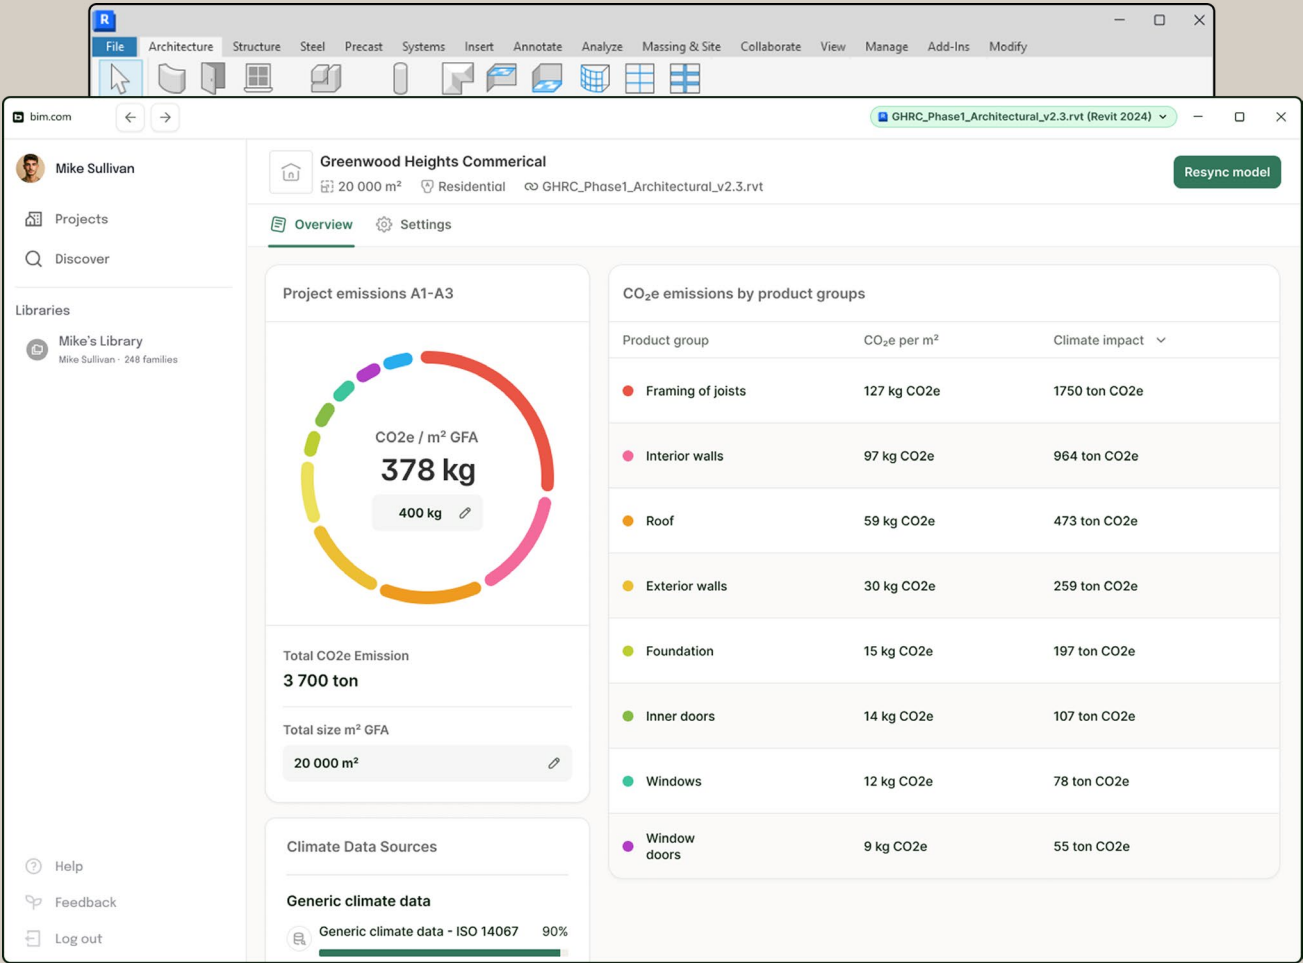 R
File Architecture Structure Steel Precast Systems Insert Annotate Analyze Massing & Site Collaborate View Manage Add-Ins Modify
bim.com
GHRC_Phase1_Architectural_v2.3.rvt (Revit 2024)
Mike Sullivan
Projects
Discover
Libraries
Mike's Library
Mike Sullivan · 248 families
Help
Feedback
Log out
Greenwood Heights Commerical
20 000 m² Residential GHRC_Phase1_Architectural_v2.3.rvt
Resync model
Overview Settings
Project emissions A1-A3
CO2e / m² GFA
378 kg
400 kg
Total CO2e Emission
3 700 ton
Total size m² GFA
20 000 m²
Climate Data Sources
Generic climate data
Generic climate data - ISO 14067 90%
CO₂e emissions by product groups
Product group CO₂e per m² Climate impact
Framing of joists 127 kg CO2e 1750 ton CO2e
Interior walls 97 kg CO2e 964 ton CO2e
Roof 59 kg CO2e 473 ton CO2e
Exterior walls 30 kg CO2e 259 ton CO2e
Foundation 15 kg CO2e 197 ton CO2e
Inner doors 14 kg CO2e 107 ton CO2e
Windows 12 kg CO2e 78 ton CO2e
Window
doors 9 kg CO2e 55 ton CO2e